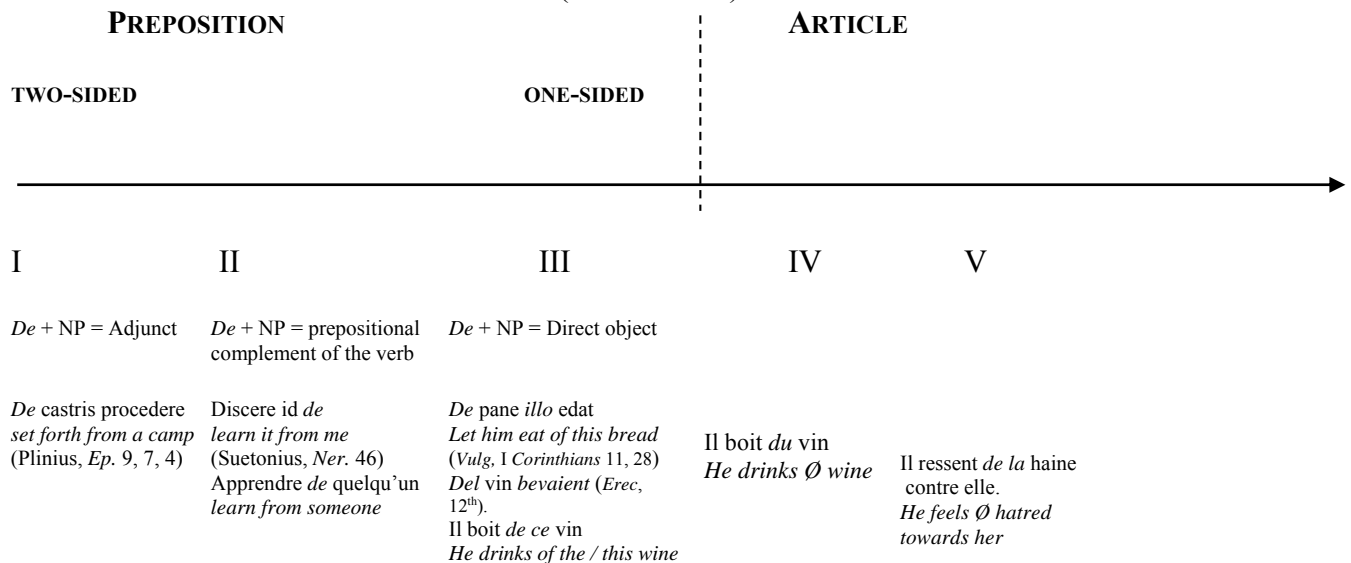 PREPOSITION ARTICLE
TWO-SIDED ONE-SIDED
I II III IV V
De + NP = Adjunct
De + NP = prepositional
complement of the verb
De + NP = Direct object
De castris procedere
set forth from a camp
(Plinius, Ep. 9, 7, 4)
Discere id de
learn it from me
(Suetonius, Ner. 46)
Apprendre de quelqu'un
learn from someone
De pane illo edat
Let him eat of this bread
(Vulg, I Corinthians 11, 28)
Del vin bevaient (Erec,
12th).
Il boit de ce vin
He drinks of the / this wine
Il boit du vin
He drinks Ø wine
Il ressent de la haine
contre elle.
He feels Ø hatred
towards her